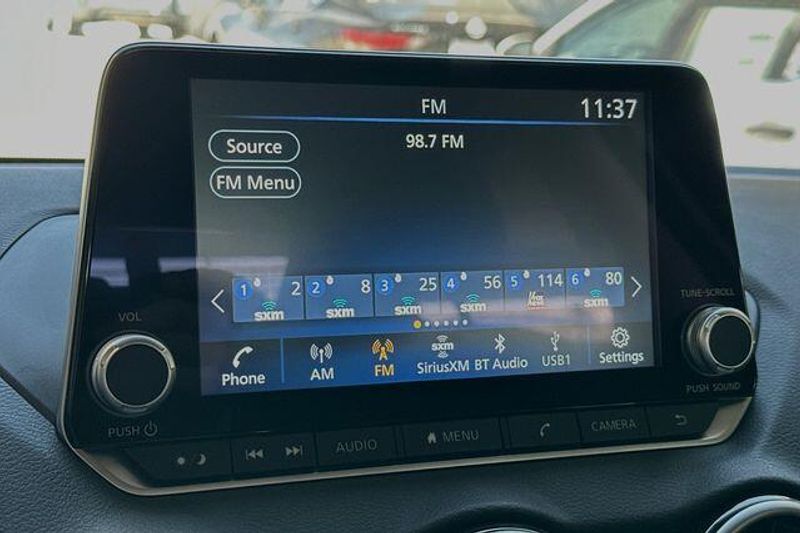 FM 11:37
98.7 FM
Source
FM Menu
1 2 2 8 3 25 4 56 5 114 6 80
sxm sxm sxm sxm sxm
VOL
TUNE·SCROLL
Phone AM FM SiriusXM BT Audio USB1 Settings
sxm
PUSH
PUSH SOUND
AUDIO MENU CAMERA